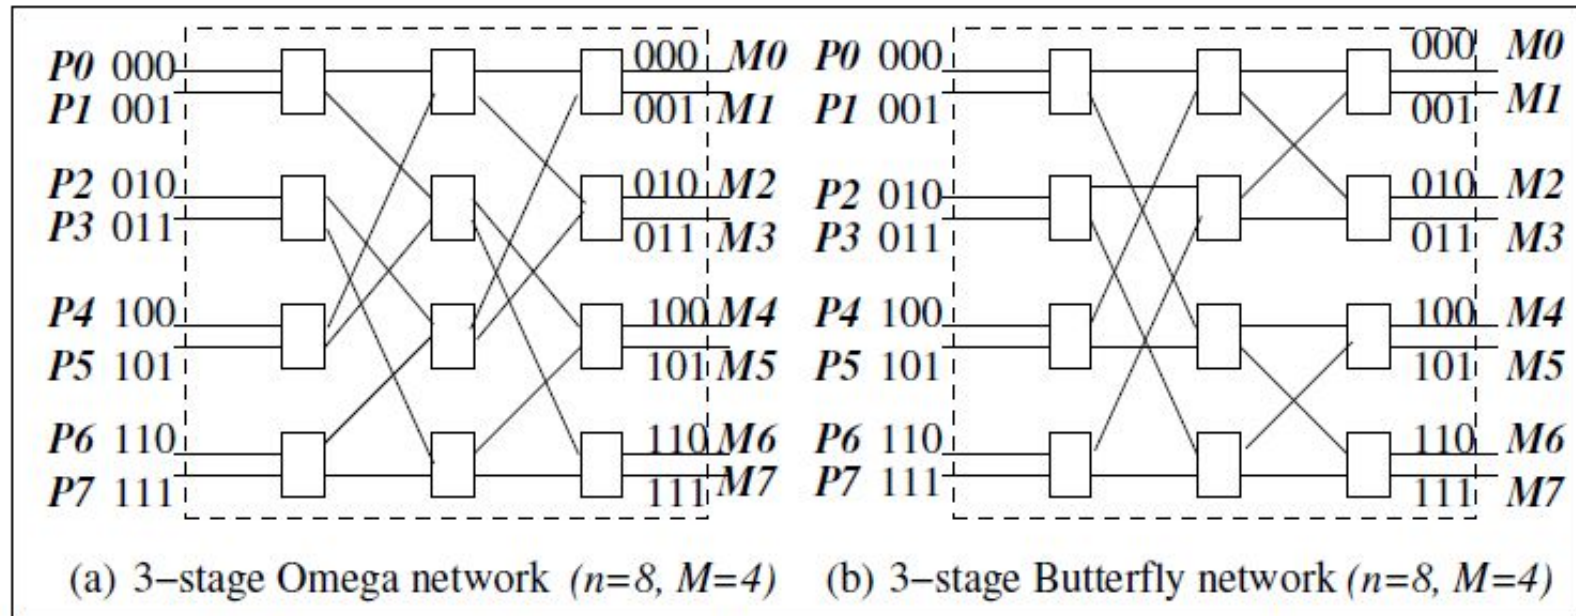 P0 000 000 M0 P0 000 000 M0
P1 001 001 M1 P1 001 001 M1
P2 010 010 M2 P2 010 010 M2
P3 011 011 M3 P3 011 011 M3
P4 100 100 M4 P4 100 100 M4
P5 101 101 M5 P5 101 101 M5
P6 110 110 M6 P6 110 110 M6
P7 111 111 M7 P7 111 111 M7
(a) 3−stage Omega network (n=8, M=4) (b) 3−stage Butterfly network (n=8, M=4)